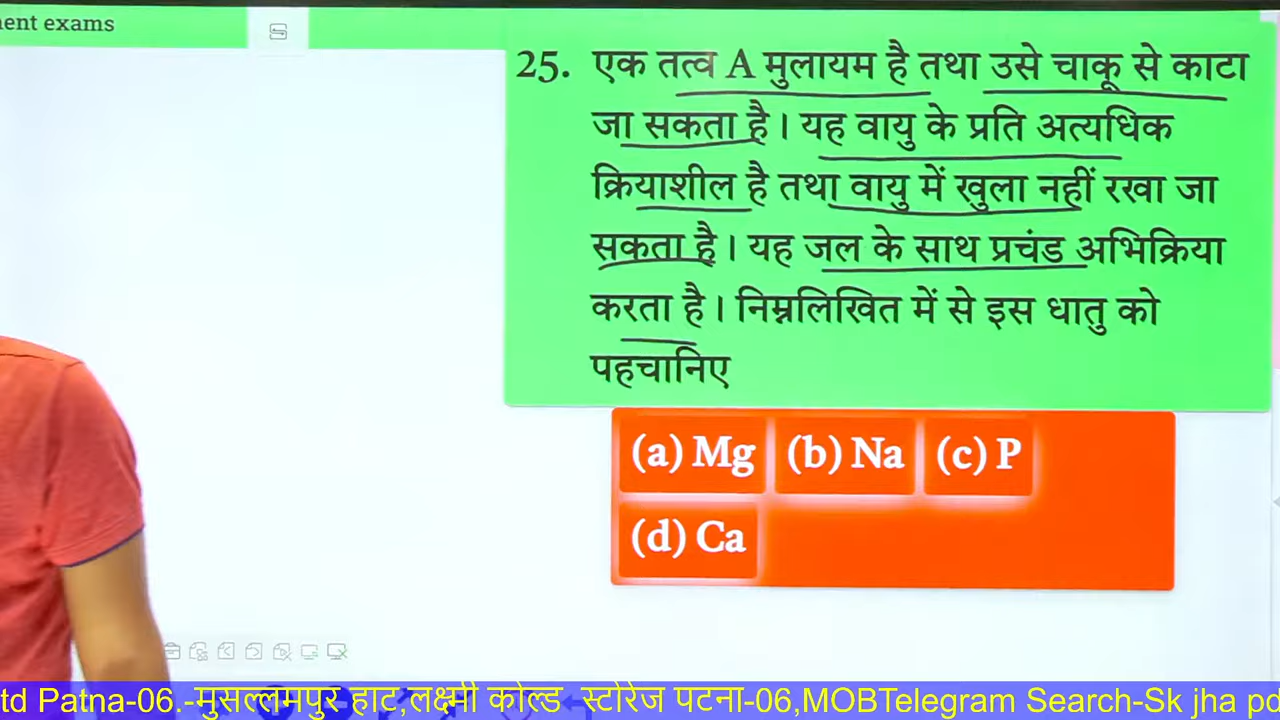 ent exams
25. एक तत्व A मुलायम है तथा उसे चाकू से काटा
जा सकता है। यह वायु के प्रति अत्यधिक
क्रियाशील है तथा वायु में खुला नहीं रखा जा
सकता है। यह जल के साथ प्रचंड अभिक्रिया
करता है। निम्नलिखित में से इस धातु को
पहचानिए
(a) Mg (b) Na (c) P
(d) Ca
td Patna-06.-मुसल्लमपुर हाट,लक्ष्मी कोल्ड स्टोरेज पटना-06,MOBTelegram Search-Sk jha pc